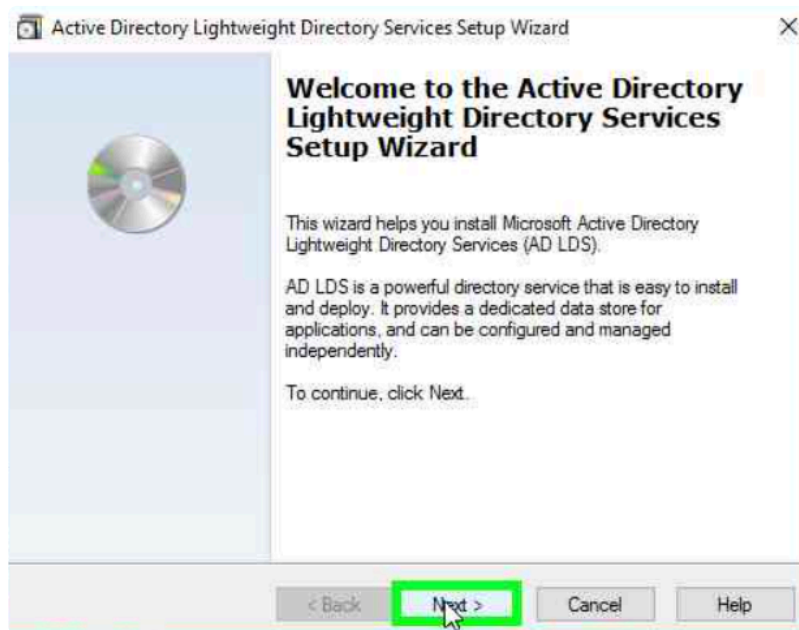 Active Directory Lightweight Directory Services Setup Wizard
Welcome to the Active Directory
Lightweight Directory Services
Setup Wizard
This wizard helps you install Microsoft Active Directory
Lightweight Directory Services (AD LDS).
AD LDS is a powerful directory service that is easy to install
and deploy. It provides a dedicated data store for
applications, and can be configured and managed
independently.
To continue, click Next.
< Back Next > Cancel Help